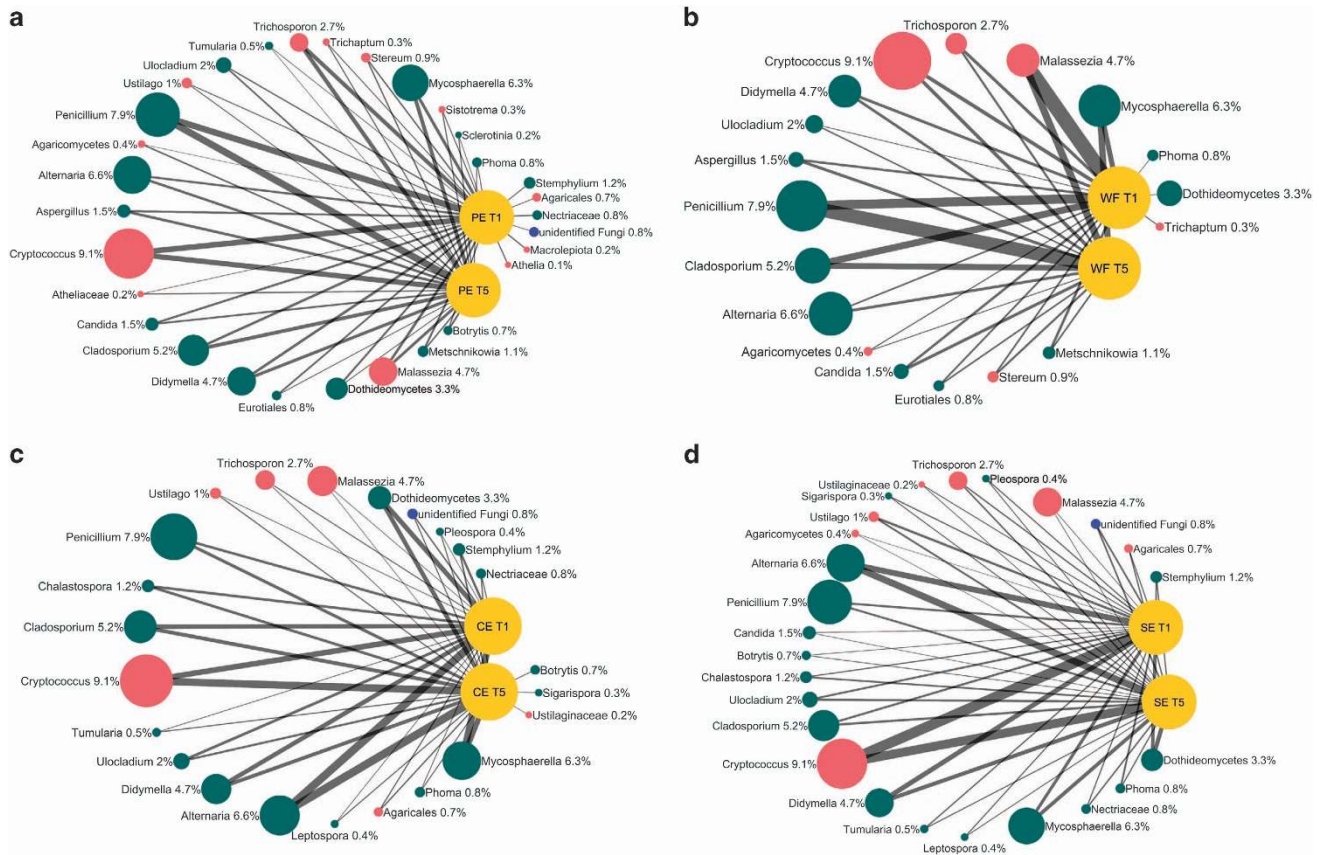 a
Trichosporon 2.7%
Trichaptum 0.3%
Tumularia 0.5%
Stereum 0.9%
Ulocladium 2%
Mycosphaerella 6.3%
Ustilago 1%
Sistotrema 0.3%
Penicillium 7.9%
Sclerotinia 0.2%
Agaricomycetes 0.4%
Phoma 0.8%
Alternaria 6.6%
Stemphylium 1.2%
Agaricales 0.7%
Aspergillus 1.5%
PE T1
Nectriaceae 0.8%
unidentified Fungi 0.8%
Cryptococcus 9.1%
Macrolepiota 0.2%
Athelia 0.1%
Atheliaceae 0.2%
PE T5
Candida 1.5%
Botrytis 0.7%
Cladosporium 5.2%
Metschnikowia 1.1%
Didymella 4.7%
Malassezia 4.7%
Eurotiales 0.8%
Dothideomycetes 3.3%
b
Trichosporon 2.7%
Cryptococcus 9.1%
Malassezia 4.7%
Didymella 4.7%
Mycosphaerella 6.3%
Ulocladium 2%
Aspergillus 1.5%
Phoma 0.8%
Penicillium 7.9%
WF T1
Dothideomycetes 3.3%
Trichaptum 0.3%
Cladosporium 5.2%
WF T5
Alternaria 6.6%
Agaricomycetes 0.4%
Metschnikowia 1.1%
Candida 1.5%
Stereum 0.9%
Eurotiales 0.8%
c
Trichosporon 2.7%
Malassezia 4.7%
Ustilago 1%
Dothideomycetes 3.3%
unidentified Fungi 0.8%
Penicillium 7.9%
Pleospora 0.4%
Stemphylium 1.2%
Chalastospora 1.2%
Nectriaceae 0.8%
Cladosporium 5.2%
CE T1
Cryptococcus 9.1%
CE T5
Botrytis 0.7%
Sigarispora 0.3%
Ustilaginaceae 0.2%
Tumularia 0.5%
Ulocladium 2%
Mycosphaerella 6.3%
Didymella 4.7%
Phoma 0.8%
Alternaria 6.6%
Agaricales 0.7%
Leptospora 0.4%
d
Trichosporon 2.7%
Ustilaginaceae 0.2%
Pleospora 0.4%
Sigarispora 0.3%
Malassezia 4.7%
Ustilago 1%
unidentified Fungi 0.8%
Agaricomycetes 0.4%
Agaricales 0.7%
Alternaria 6.6%
Stemphylium 1.2%
Penicillium 7.9%
SE T1
Candida 1.5%
Botrytis 0.7%
Chalastospora 1.2%
Ulocladium 2%
SE T5
Cladosporium 5.2%
Cryptococcus 9.1%
Dothideomycetes 3.3%
Didymella 4.7%
Phoma 0.8%
Nectriaceae 0.8%
Tumularia 0.5%
Mycosphaerella 6.3%
Leptospora 0.4%